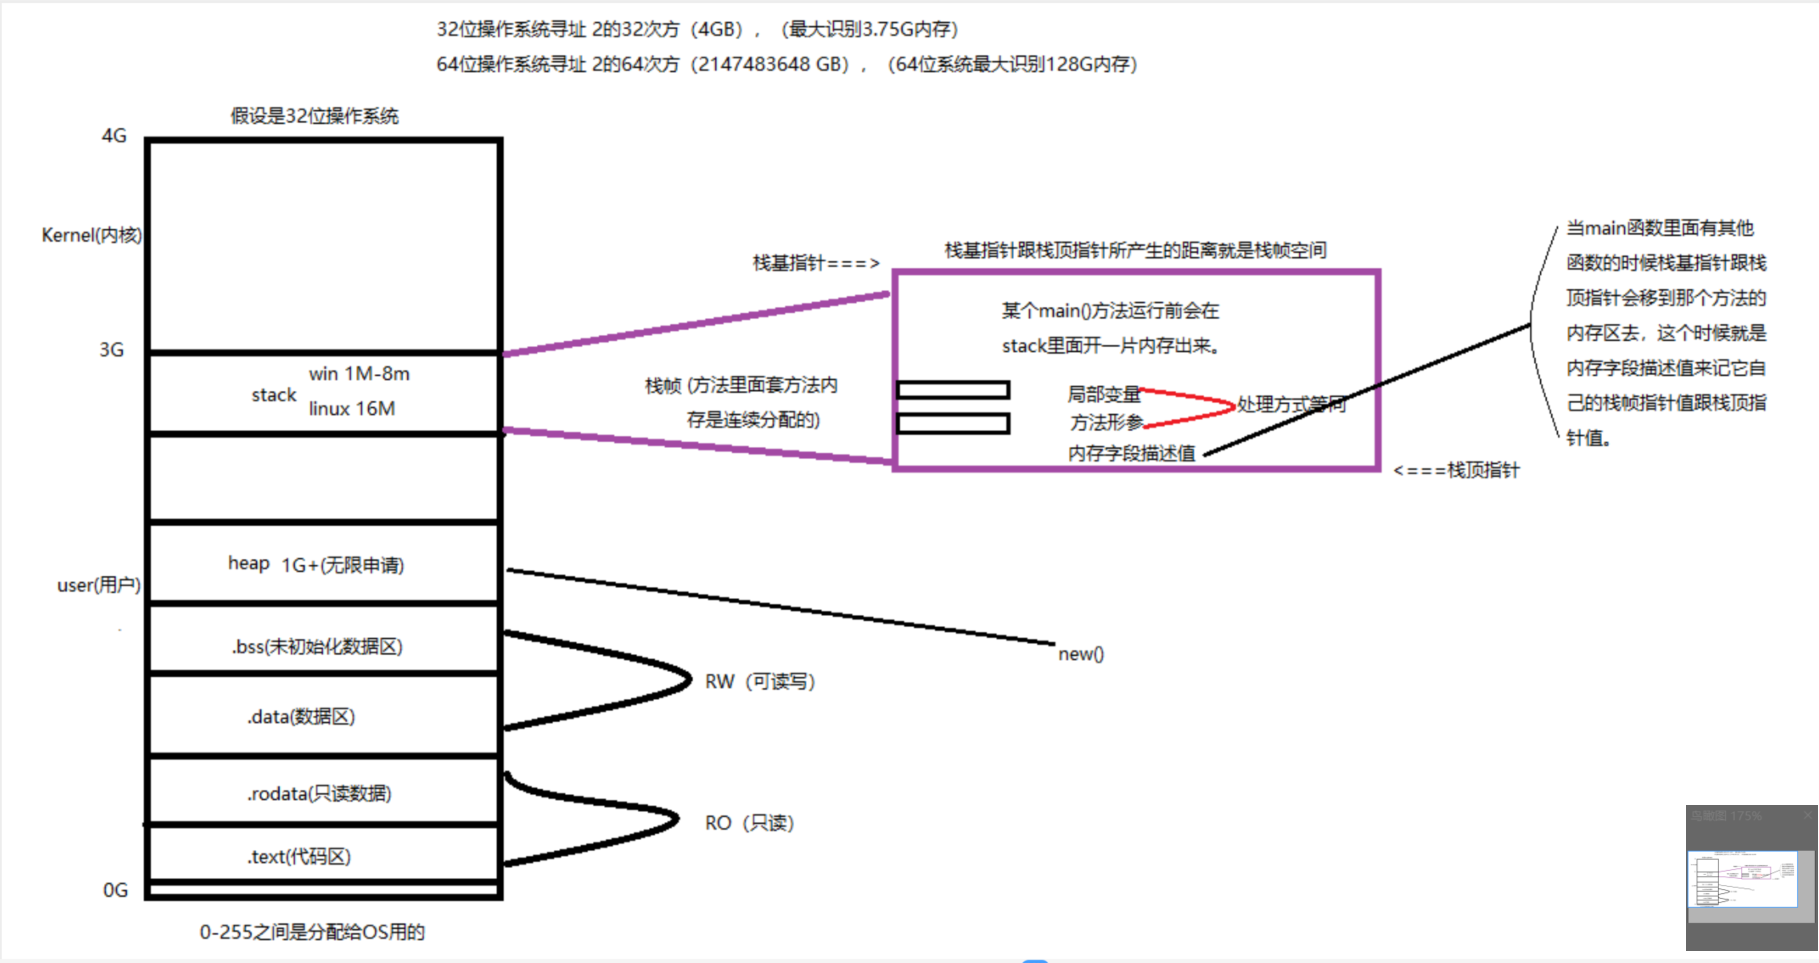 32位操作系统寻址 2的32次方（4GB），（最大识别3.75G内存）
64位操作系统寻址 2的64次方（2147483648 GB），（64位系统最大识别128G内存）
假设是32位操作系统
4G
Kernel(内核)
3G
stack
win 1M-8m
linux 16M
user(用户)
heap 1G+(无限申请)
.bss(未初始化数据区)
.data(数据区)
.rodata(只读数据)
.text(代码区)
0G
0-255之间是分配给OS用的
栈基指针===>
栈帧 (方法里面套方法内
存是连续分配的)
栈基指针跟栈顶指针所产生的距离就是栈帧空间
某个main()方法运行前会在
stack里面开一片内存出来。
局部变量
方法形参
处理方式等同
内存字段描述值
<===栈顶指针
当main函数里面有其他
函数的时候栈基指针跟栈
顶指针会移到那个方法的
内存区去，这个时候就是
内存字段描述值来记它自
己的栈帧指针值跟栈顶指
针值。
new()
RW（可读写）
RO（只读）
鸟瞰图 175%